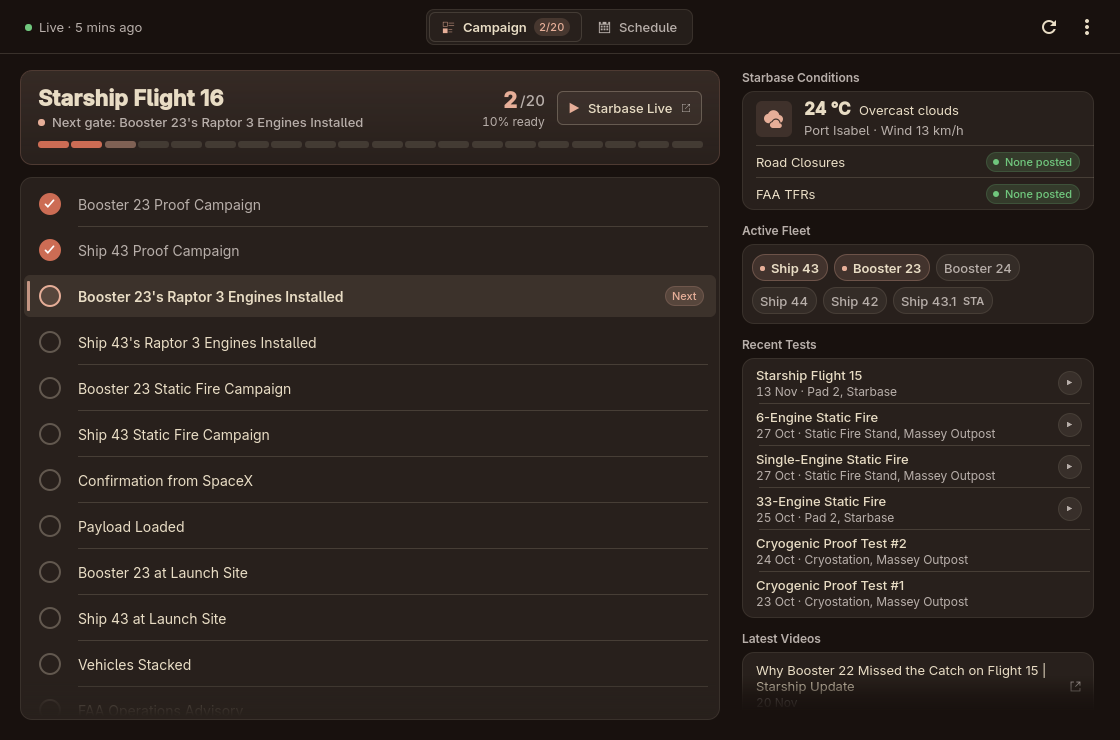 Live · 5 mins ago
Campaign 2/20
Schedule
Starship Flight 16
Next gate: Booster 23's Raptor 3 Engines Installed
2/20
10% ready
Starbase Live
Booster 23 Proof Campaign
Ship 43 Proof Campaign
Booster 23's Raptor 3 Engines Installed Next
Ship 43's Raptor 3 Engines Installed
Booster 23 Static Fire Campaign
Ship 43 Static Fire Campaign
Confirmation from SpaceX
Payload Loaded
Booster 23 at Launch Site
Ship 43 at Launch Site
Vehicles Stacked
FAA Operations Advisory
Starbase Conditions
24 °C Overcast clouds
Port Isabel · Wind 13 km/h
Road Closures None posted
FAA TFRs None posted
Active Fleet
Ship 43 Booster 23 Booster 24
Ship 44 Ship 42 Ship 43.1 STA
Recent Tests
Starship Flight 15
13 Nov · Pad 2, Starbase
6-Engine Static Fire
27 Oct · Static Fire Stand, Massey Outpost
Single-Engine Static Fire
27 Oct · Static Fire Stand, Massey Outpost
33-Engine Static Fire
25 Oct · Pad 2, Starbase
Cryogenic Proof Test #2
24 Oct · Cryostation, Massey Outpost
Cryogenic Proof Test #1
23 Oct · Cryostation, Massey Outpost
Latest Videos
Why Booster 22 Missed the Catch on Flight 15 |
Starship Update
20 Nov